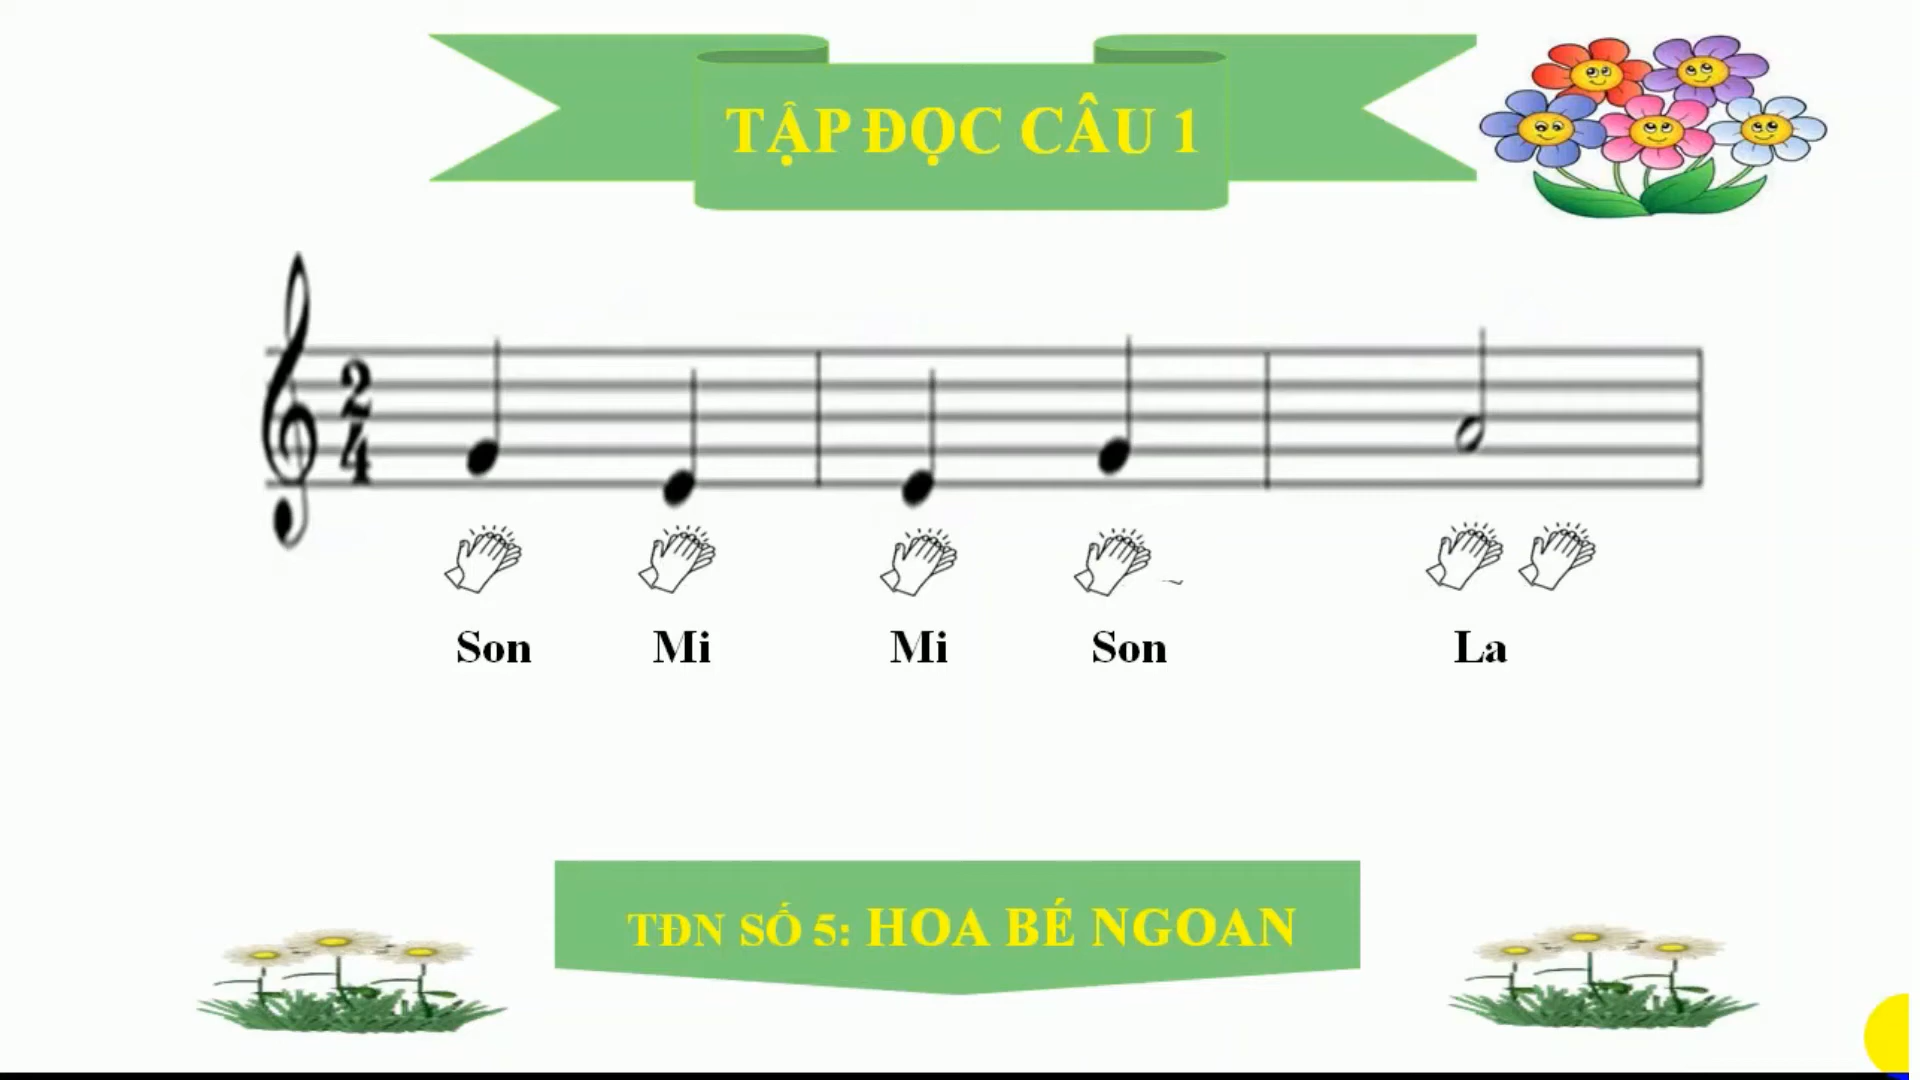 TẬP ĐỌC CÂU 1
2
4
Son Mi Mi Son La
TĐN SỐ 5: HOA BÉ NGOAN